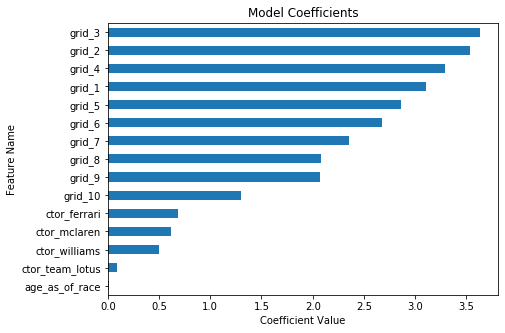 Model Coefficients
Feature Name
grid_3
grid_2
grid_4
grid_1
grid_5
grid_6
grid_7
grid_8
grid_9
grid_10
ctor_ferrari
ctor_mclaren
ctor_williams
ctor_team_lotus
age_as_of_race
0.0 0.5 1.0 1.5 2.0 2.5 3.0 3.5
Coefficient Value